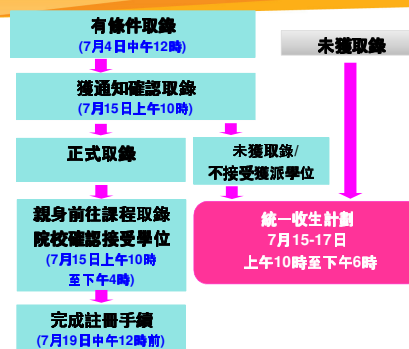 有條件取錄
(7月4日中午12時)
未獲取錄
獲通知確認取錄
(7月15日上午10時)
正式取錄
未獲取錄/
不接受獲派學位
親身前往課程取錄
院校確認接受學位
(7月15日上午10時
至下午4時)
統一收生計劃
7月15-17日
上午10時至下午6時
完成註冊手續
(7月19日中午12時前)